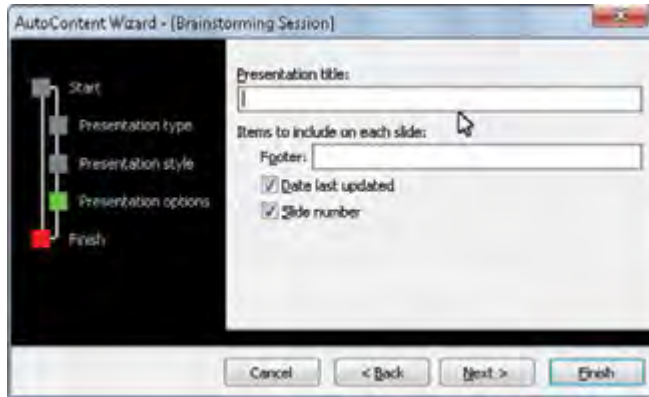 AutoContent Wizard - [Brainstorming Session]
Start
Presentation type
Presentation style
Presentation options
Finish
Presentation title:
Items to include on each slide:
Footer:
Date last updated
Slide number
Cancel
< Back
Next >
Finish